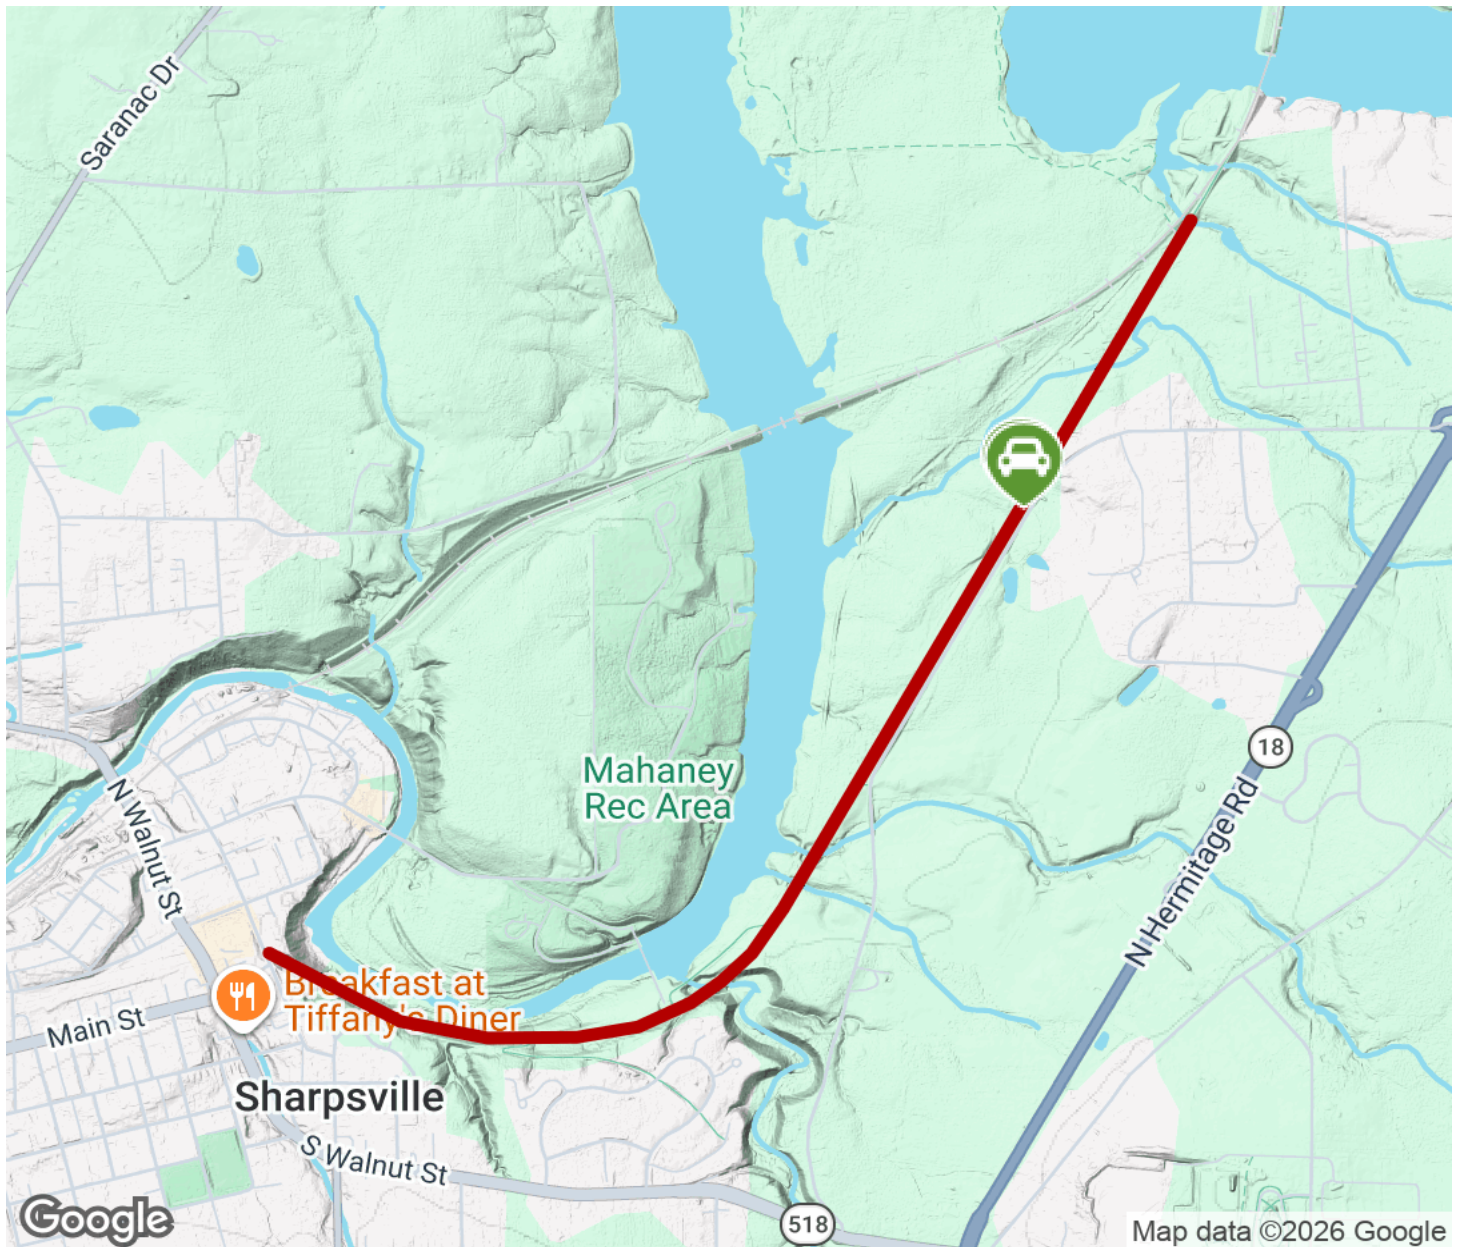 Saranac Dr
Mahaney
Rec Area
18
N Hermitage Rd
N Walnut St
Breakfast at
Tiffany's Diner
Main St
Sharpsville
S Walnut St
518
Google
Map data ©2026 Google